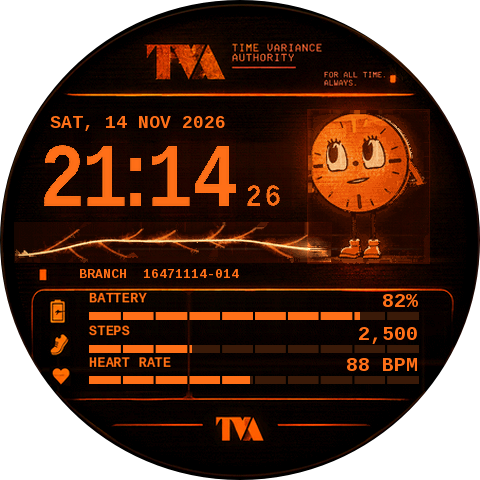 TVA
TIME VARIANCE
AUTHORITY
FOR ALL TIME.
ALWAYS.
SAT, 14 NOV 2026
21:14 26
BRANCH 16471114-014
BATTERY 82%
STEPS 2,500
HEART RATE 88 BPM
TVA